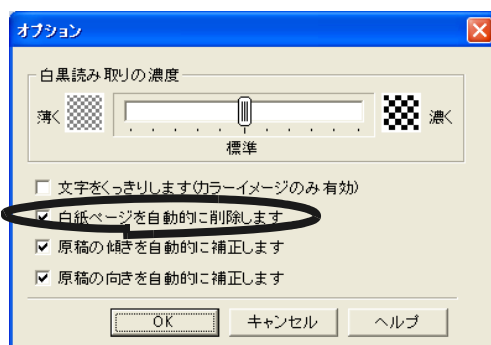 オプション
白黒読み取りの濃度
薄く 濃く
標準
文字をくっきりします(カラーイメージのみ有効)
白紙ページを自動的に削除します
原稿の傾きを自動的に補正します
原稿の向きを自動的に補正します
OK キャンセル ヘルプ